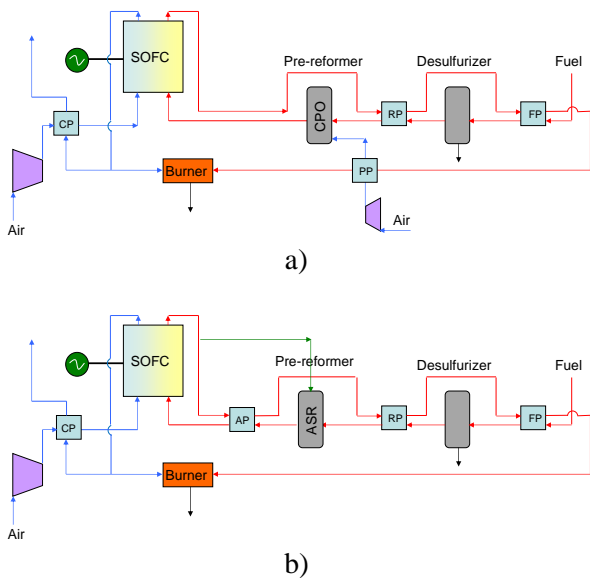 SOFC
Pre-reformer
Desulfurizer
Fuel
CPO
CP
RP
FP
Burner
PP
Air
Air
a)
SOFC
Pre-reformer
Desulfurizer
Fuel
AP
ASR
CP
RP
FP
Burner
Air
b)